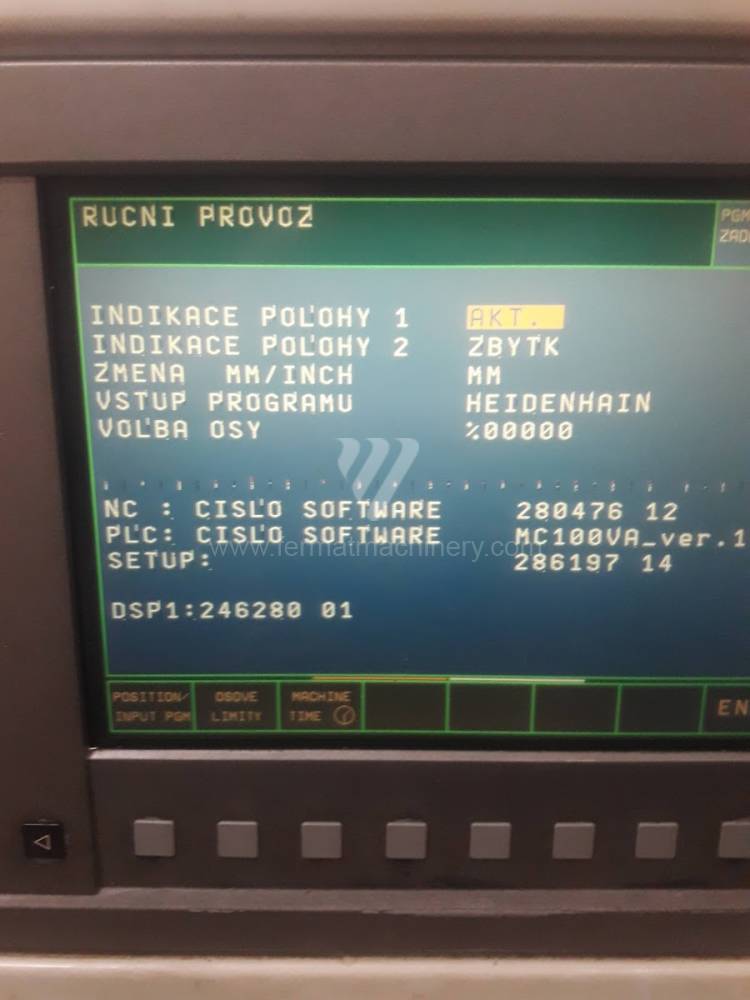 RUCNI PROVOZ
PGM
ZAD
INDIKACE POLOHY 1 AKT.
INDIKACE POLOHY 2 ZBYTK
ZMENA MM/INCH MM
VSTUP PROGRAMU HEIDENHAIN
VOLBA OSY %00000
NC : CISLO SOFTWARE 280476 12
PLC: CISLO SOFTWARE MC100VA_ver.1
www.fermatmachinery.com
SETUP: 286197 14
DSP1:246280 01
POSITION/
INPUT PGM
OSOVE
LIMITY
MACHINE
TIME
EN